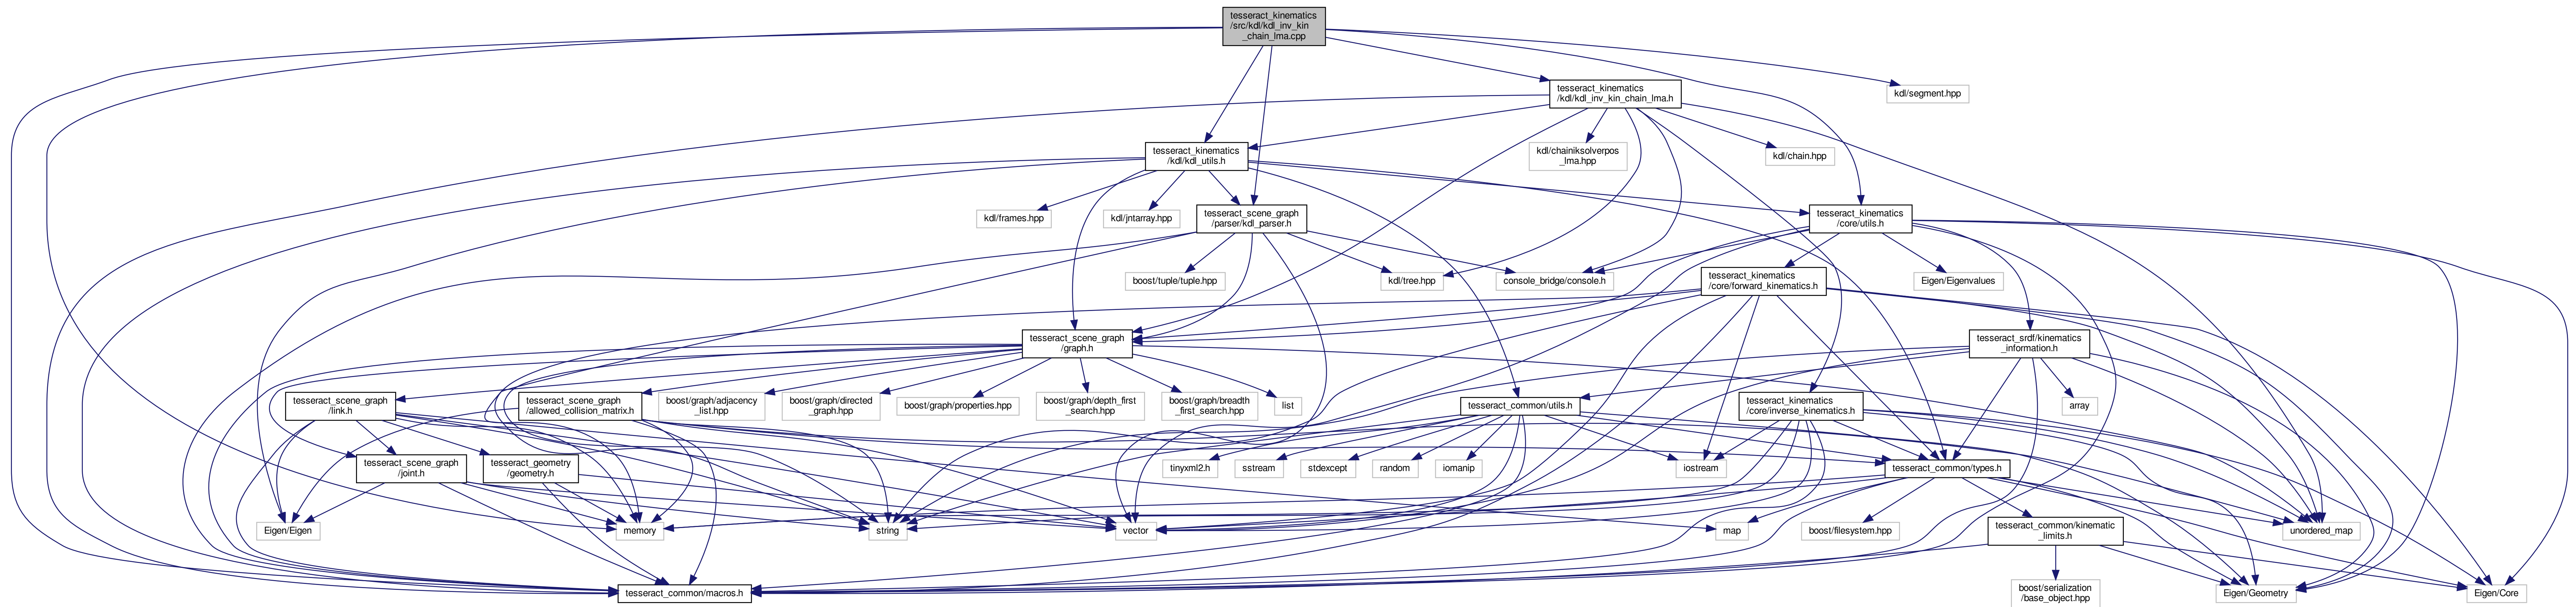 tesseract_kinematics
/src/kdl/kdl_inv_kin
_chain_lma.cpp
tesseract_kinematics
/kdl/kdl_inv_kin_chain_lma.h
kdl/segment.hpp
tesseract_kinematics
/kdl/kdl_utils.h
kdl/chainiksolverpos
_lma.hpp
kdl/chain.hpp
kdl/frames.hpp
kdl/jntarray.hpp
tesseract_scene_graph
/parser/kdl_parser.h
tesseract_kinematics
/core/utils.h
boost/tuple/tuple.hpp
kdl/tree.hpp
console_bridge/console.h
tesseract_kinematics
/core/forward_kinematics.h
Eigen/Eigenvalues
tesseract_scene_graph
/graph.h
tesseract_srdf/kinematics
_information.h
tesseract_scene_graph
/link.h
tesseract_scene_graph
/allowed_collision_matrix.h
boost/graph/adjacency
_list.hpp
boost/graph/directed
_graph.hpp
boost/graph/properties.hpp
boost/graph/depth_first
_search.hpp
boost/graph/breadth
_first_search.hpp
list
tesseract_common/utils.h
tesseract_kinematics
/core/inverse_kinematics.h
array
tesseract_scene_graph
/joint.h
tesseract_geometry
/geometry.h
tinyxml2.h
sstream
stdexcept
random
iomanip
iostream
tesseract_common/types.h
Eigen/Eigen
memory
string
vector
map
boost/filesystem.hpp
tesseract_common/kinematic
_limits.h
unordered_map
tesseract_common/macros.h
boost/serialization
/base_object.hpp
Eigen/Geometry
Eigen/Core